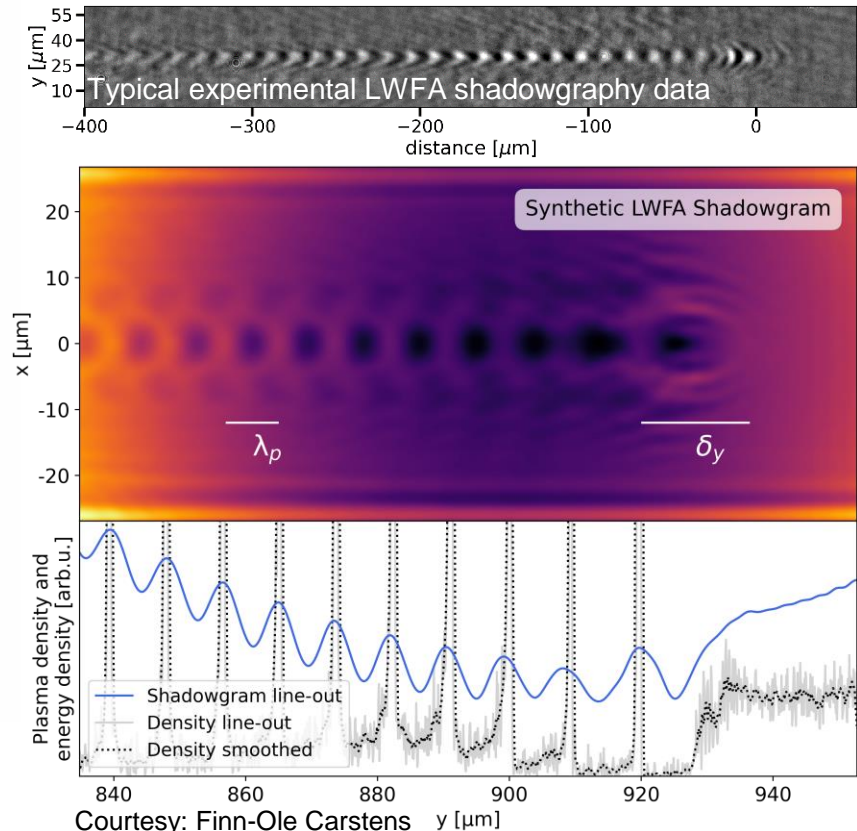 55
40
25
10
y [μm]
Typical experimental LWFA shadowgraphy data
−400
−300
−200
−100
0
distance [μm]
20
10
0
-10
-20
x [μm]
Synthetic LWFA Shadowgram
λp
δy
Plasma density and
energy density [arb.u.]
Shadowgram line-out
Density line-out
Density smoothed
840
860
880
900
920
940
Courtesy: Finn-Ole Carstens
y [μm]